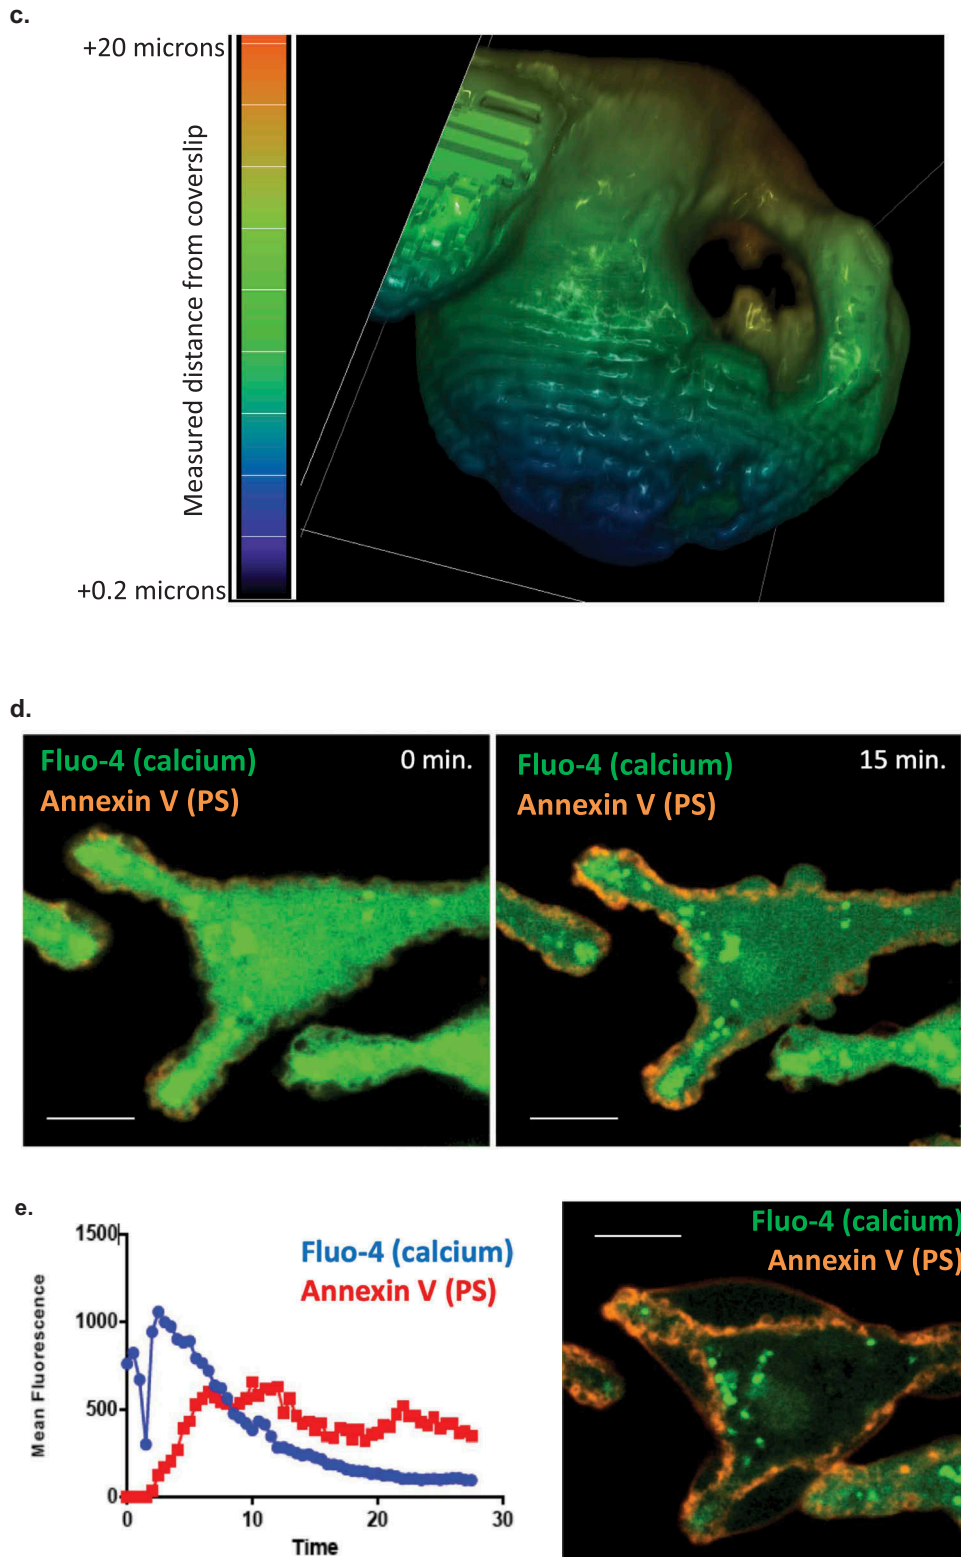 c.
+20 microns
Measured distance from coverslip
+0.2 microns
d.
Fluo-4 (calcium)
Annexin V (PS)
0 min.
Fluo-4 (calcium)
Annexin V (PS)
15 min.
e.
1500
1000
500
0
Mean Fluorescence
0
10
20
30
Time
Fluo-4 (calcium)
Annexin V (PS)
Fluo-4 (calcium)
Annexin V (PS)